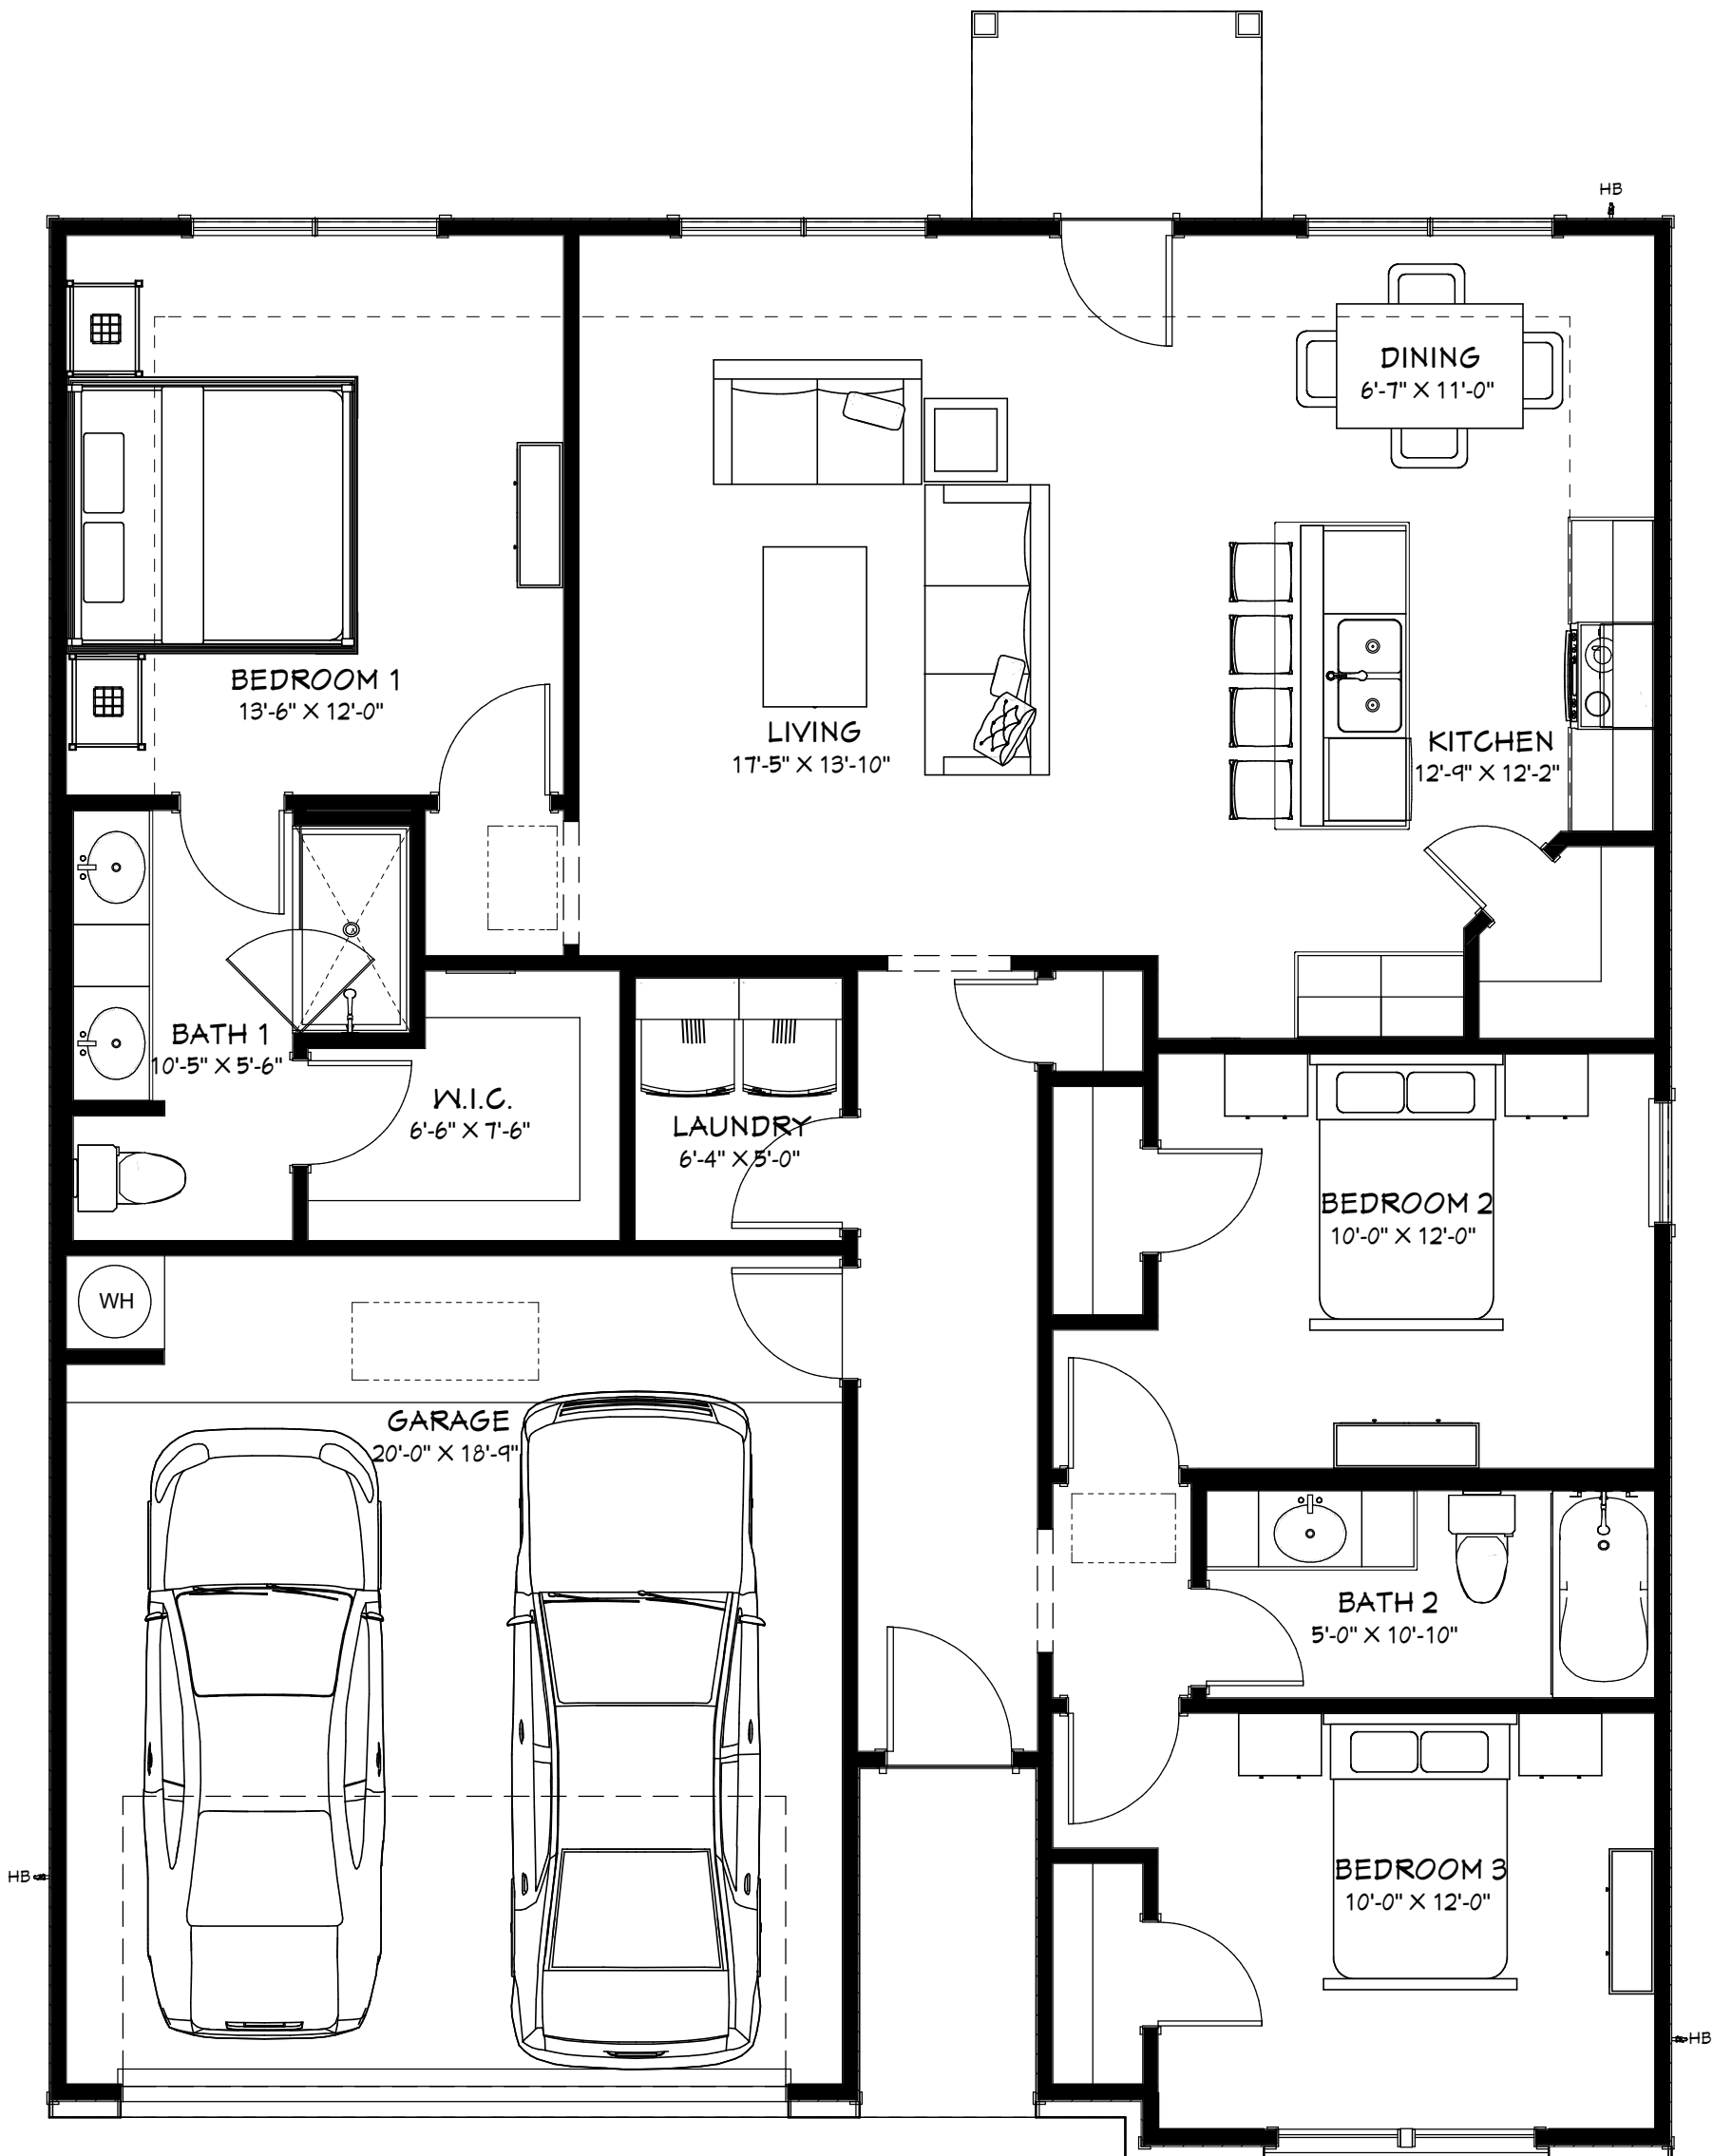 HB
DINING
6'-7" X 11'-0"
BEDROOM 1
13'-6" X 12'-0"
LIVING
17'-5" X 13'-10"
KITCHEN
12'-9" X 12'-2"
BATH 1
10'-5" X 5'-6"
W.I.C.
6'-6" X 7'-6"
LAUNDRY
6'-4" X 5'-0"
BEDROOM 2
10'-0" X 12'-0"
WH
GARAGE
20'-0" X 18'-9"
BATH 2
5'-0" X 10'-10"
BEDROOM 3
10'-0" X 12'-0"
HB
HB